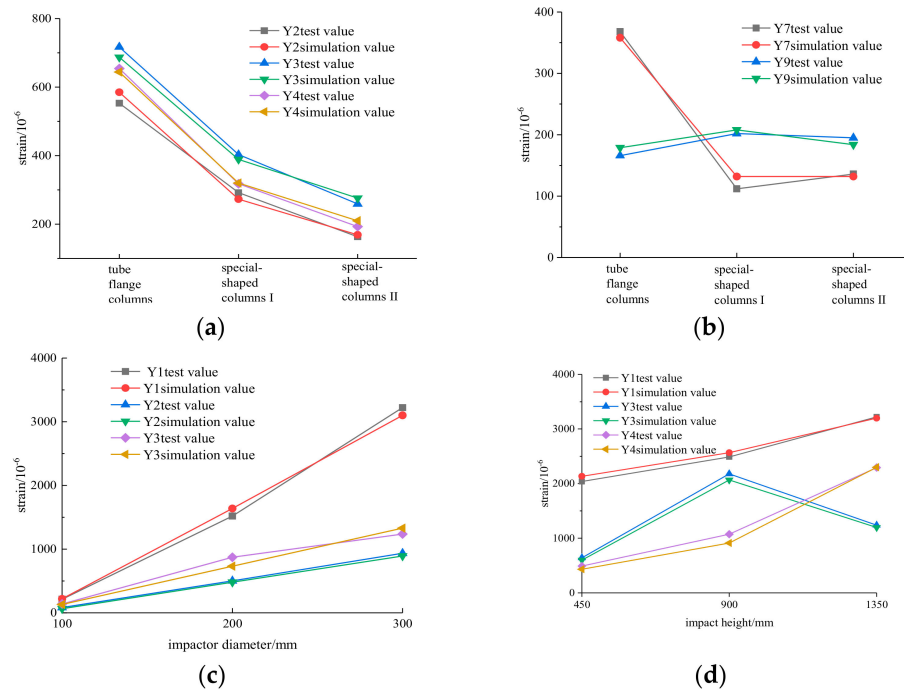 800
600
400
200
strain/10-6
Y2test value
Y2simulation value
Y3test value
Y3simulation value
Y4test value
Y4simulation value
tube
flange
columns
special-
shaped
columns I
special-
shaped
columns II
(a)
400
300
200
100
0
strain/10-6
Y7test value
Y7simulation value
Y9test value
Y9simulation value
tube
flange
columns
special-
shaped
columns I
special-
shaped
columns II
(b)
4000
3000
2000
1000
0
strain/10-6
Y1test value
Y1simulation value
Y2test value
Y2simulation value
Y3test value
Y3simulation value
100
200
300
impactor diameter/mm
(c)
4000
3000
2000
1000
0
strain/10-6
Y1test value
Y1simulation value
Y3test value
Y3simulation value
Y4test value
Y4simulation value
450
900
1350
impact height/mm
(d)